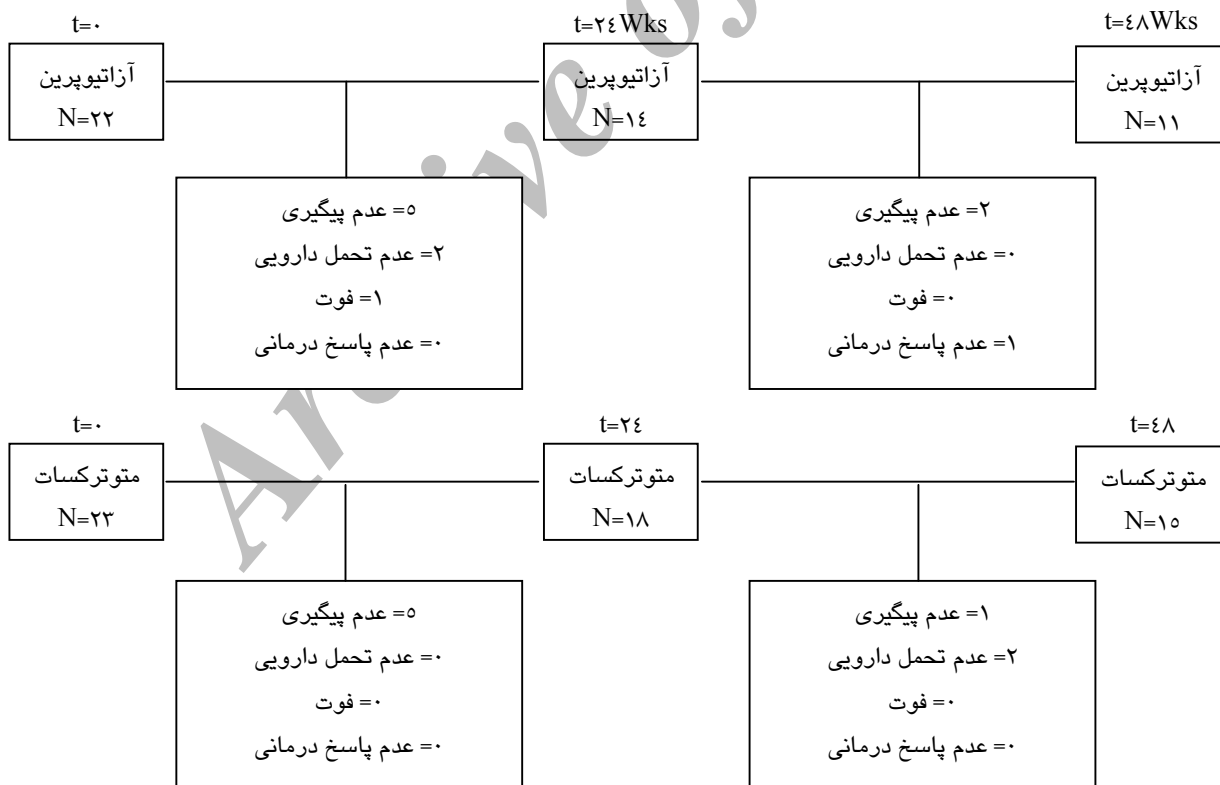 t=۰
t=۲٤Wks
t=٤۸Wks
آزاتیوپرین
N=۲۲
آزاتیوپرین
N=۱٤
آزاتیوپرین
N=۱۱
عدم پیگیری =٥
عدم تحمل دارویی =۲
فوت =۱
عدم پاسخ درمانی =۰
عدم پیگیری =۲
عدم تحمل دارویی =۰
فوت =۰
عدم پاسخ درمانی =۱
t=۰
t=۲٤
t=٤۸
متوترکسات
N=۲۳
متوترکسات
N=۱۸
متوترکسات
N=۱٥
عدم پیگیری =٥
عدم تحمل دارویی =۰
فوت =۰
عدم پاسخ درمانی =۰
عدم پیگیری =۱
عدم تحمل دارویی =۲
فوت =۰
عدم پاسخ درمانی =۰